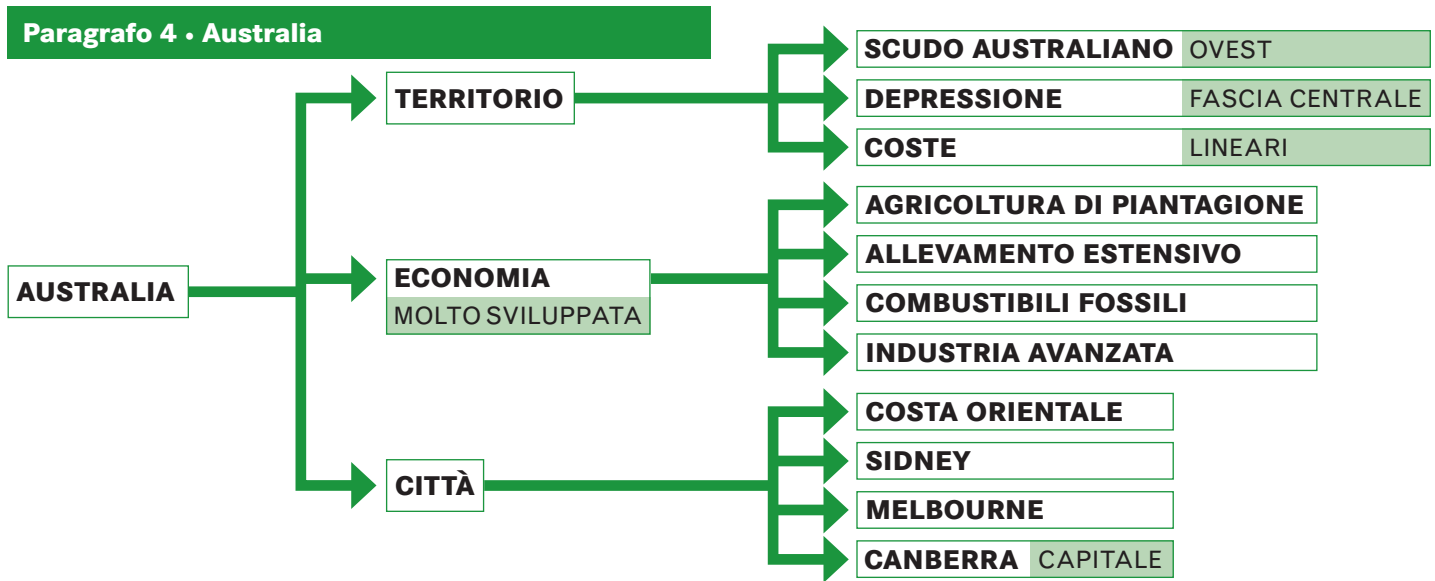 Paragrafo 4 • Australia
AUSTRALIA
TERRITORIO
SCUDO AUSTRALIANO OVEST
DEPRESSIONE FASCIA CENTRALE
COSTE LINEARI
ECONOMIA
MOLTO SVILUPPATA
AGRICOLTURA DI PIANTAGIONE
ALLEVAMENTO ESTENSIVO
COMBUSTIBILI FOSSILI
INDUSTRIA AVANZATA
CITTÀ
COSTA ORIENTALE
SIDNEY
MELBOURNE
CANBERRA CAPITALE